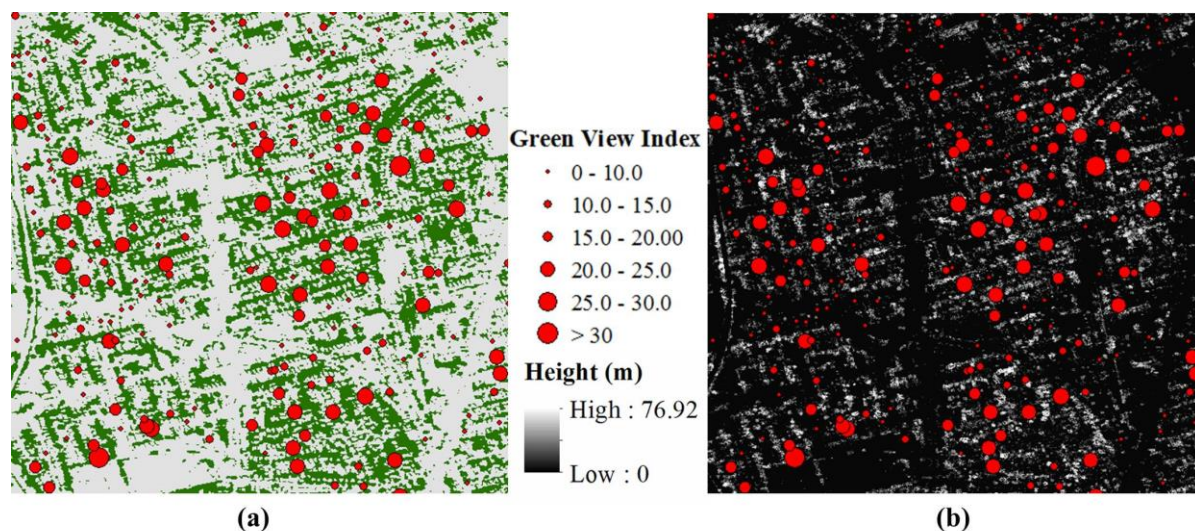 Green View Index
0 - 10.0
10.0 - 15.0
15.0 - 20.00
20.0 - 25.0
25.0 - 30.0
> 30
Height (m)
High : 76.92
Low : 0
(a)
(b)